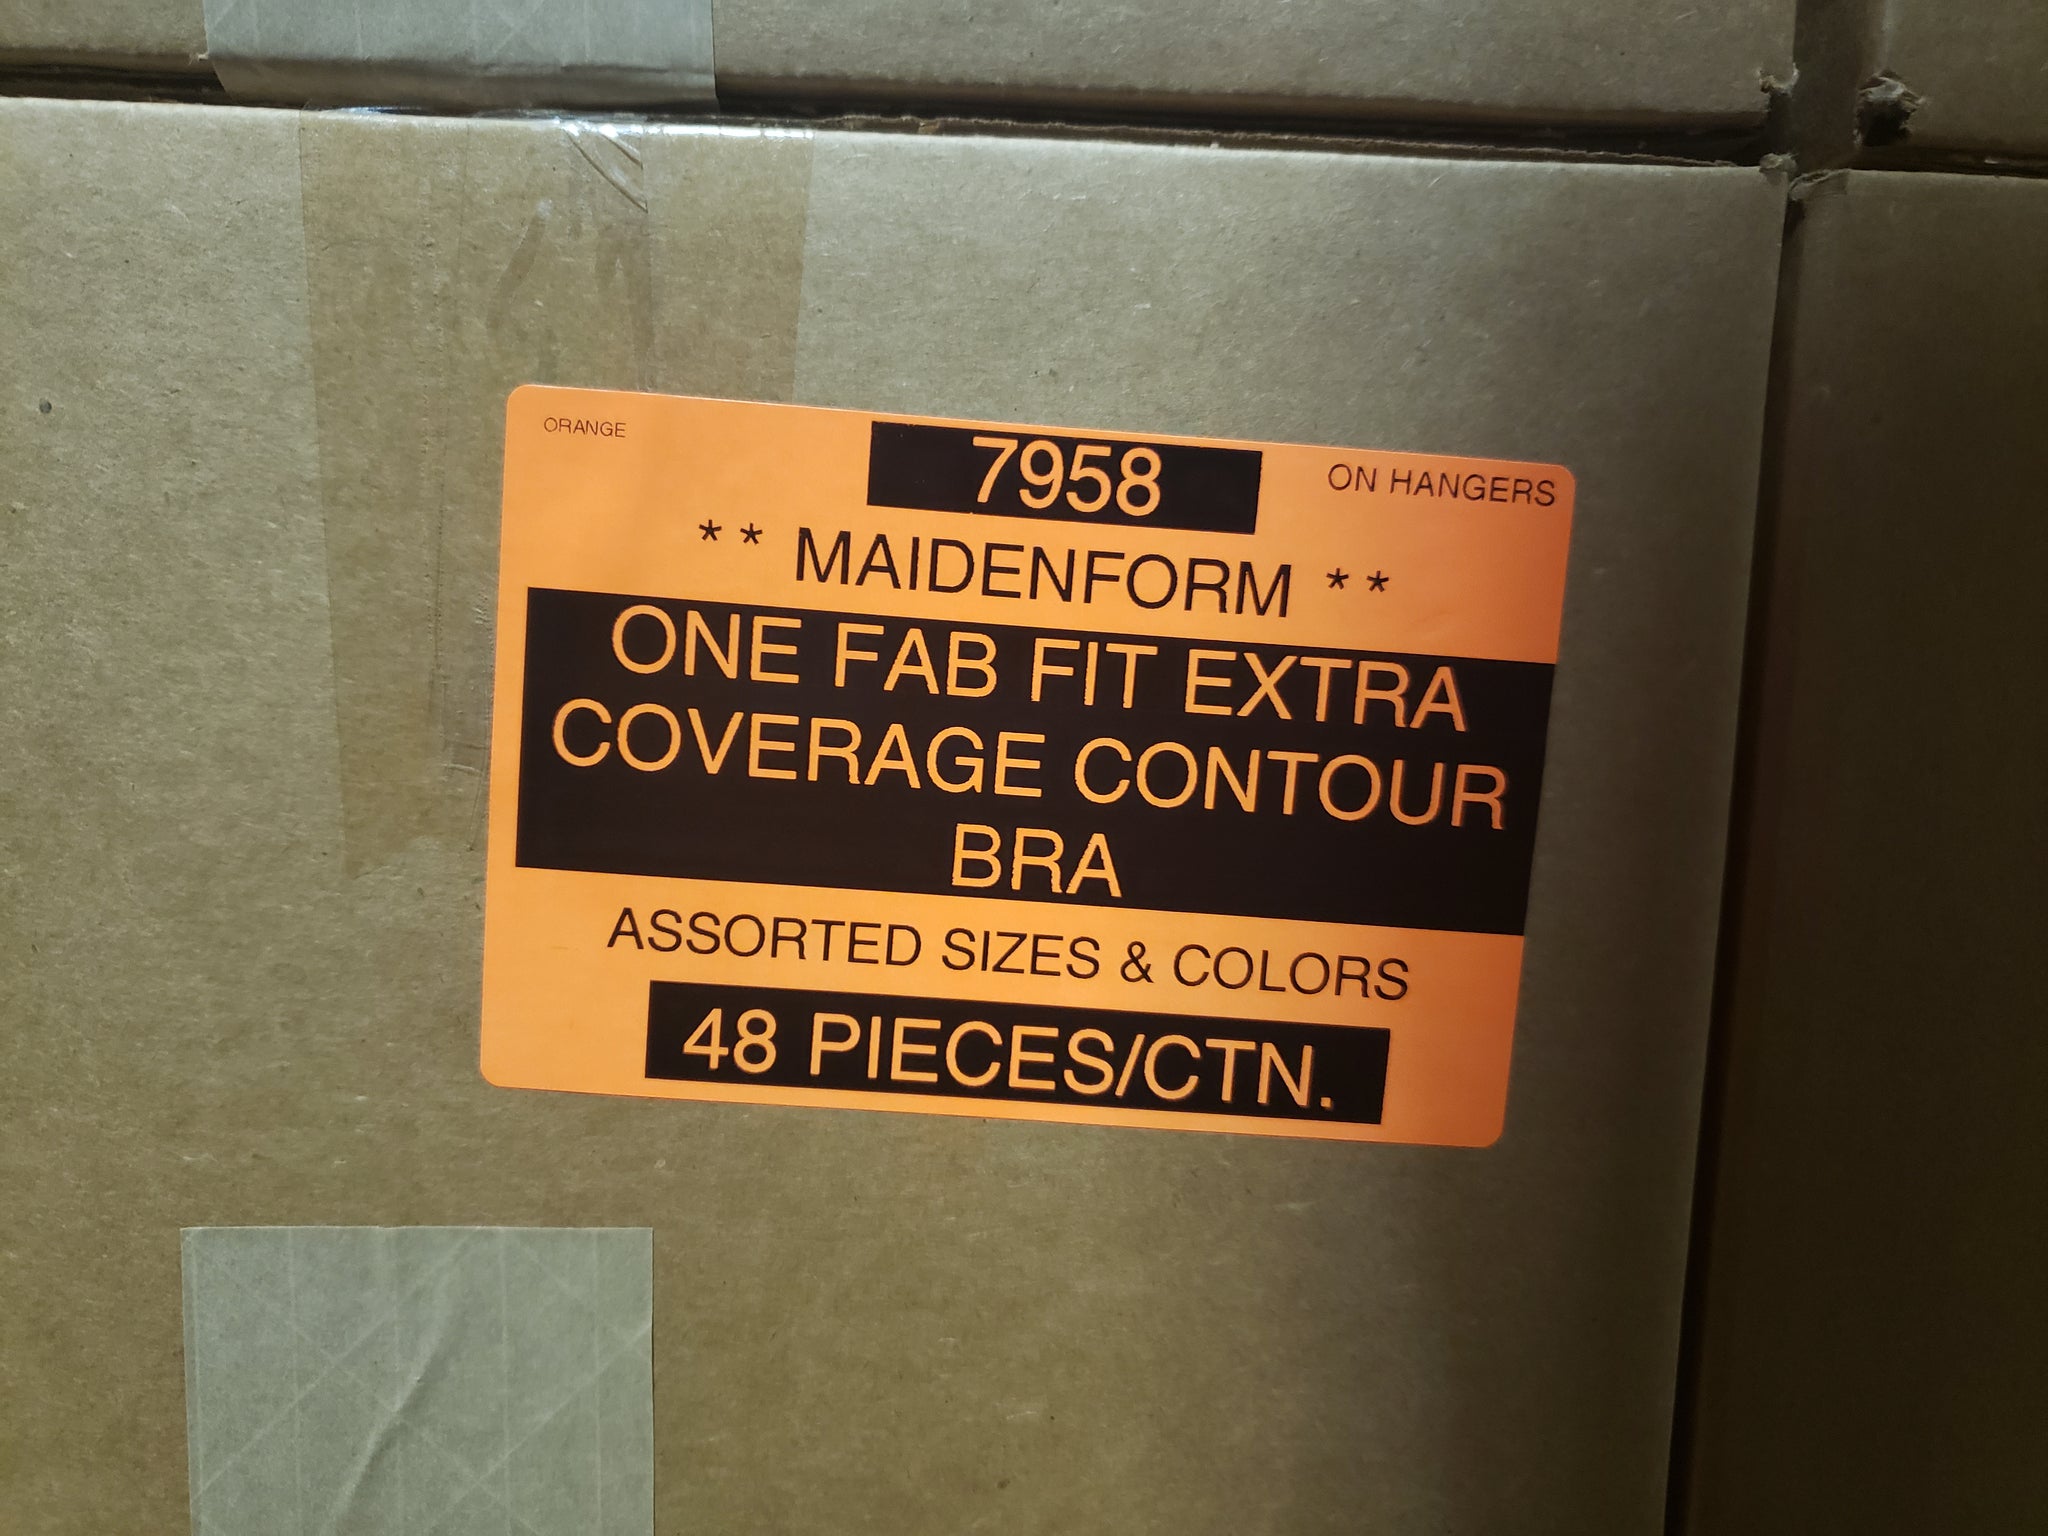 ORANGE
7958
ON HANGERS
** MAIDENFORM **
ONE FAB FIT EXTRA
COVERAGE CONTOUR
BRA
ASSORTED SIZES & COLORS
48 PIECES/CTN.